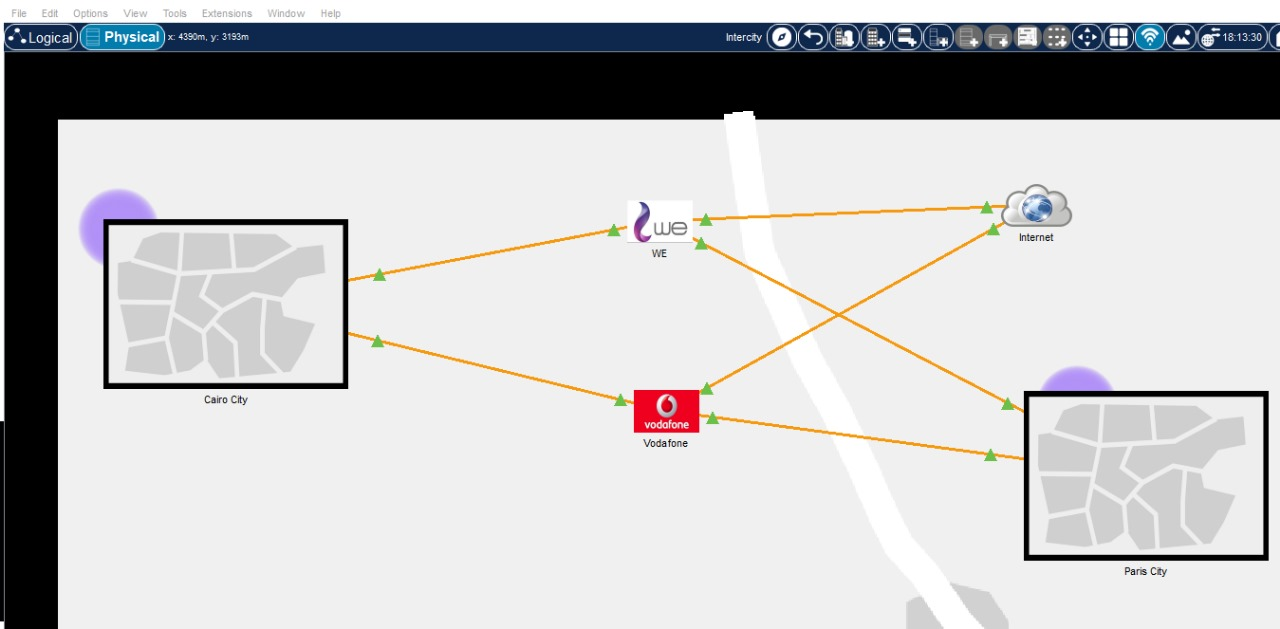 File Edit Options View Tools Extensions Window Help
Logical Physical x: 4390m, y: 3193m Intercity 18:13:30
we
WE
Internet
Cairo City
vodafone
Vodafone
Paris City